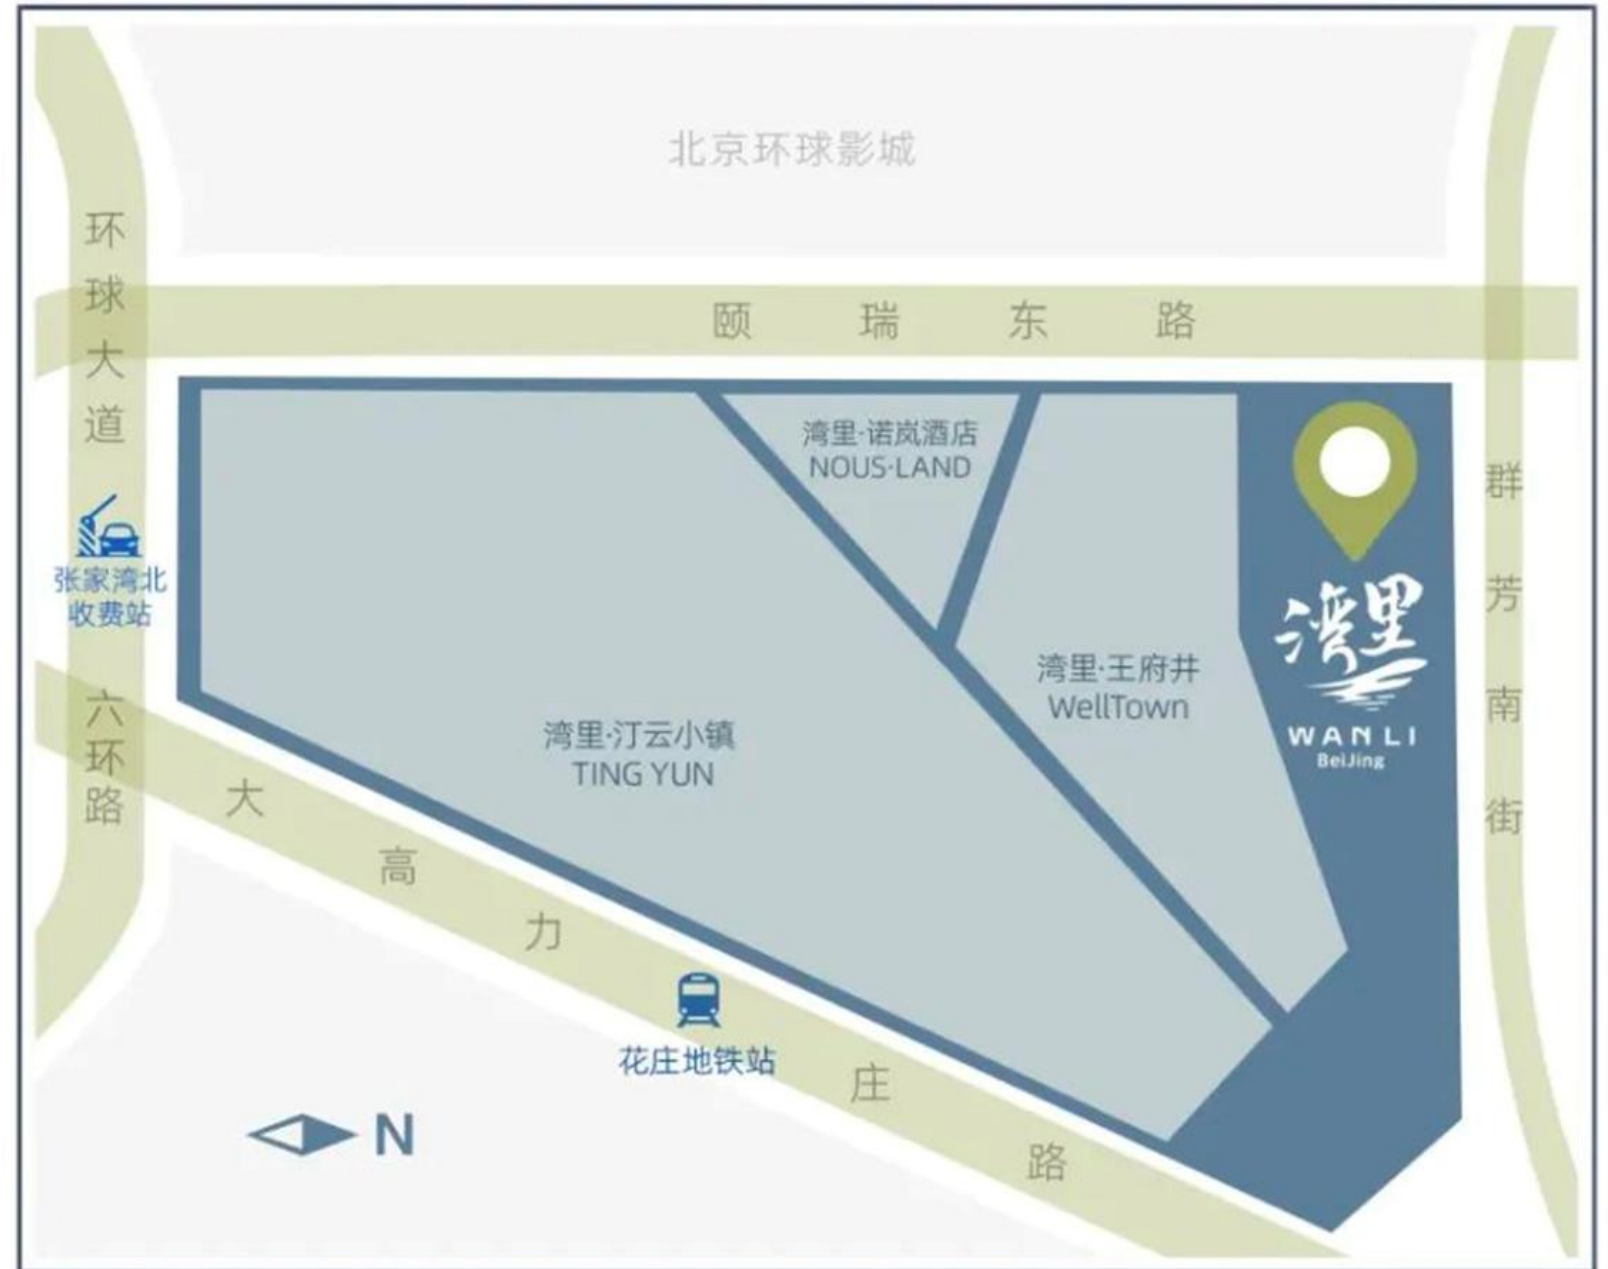 北京环球影城
环球大道
颐瑞东路
湾里·诺岚酒店
NOUS·LAND
群芳南街
张家湾北
收费站
湾里
WANLI
BeiJing
湾里·王府井
WellTown
湾里·汀云小镇
TING YUN
六环路
大高力庄路
花庄地铁站
N